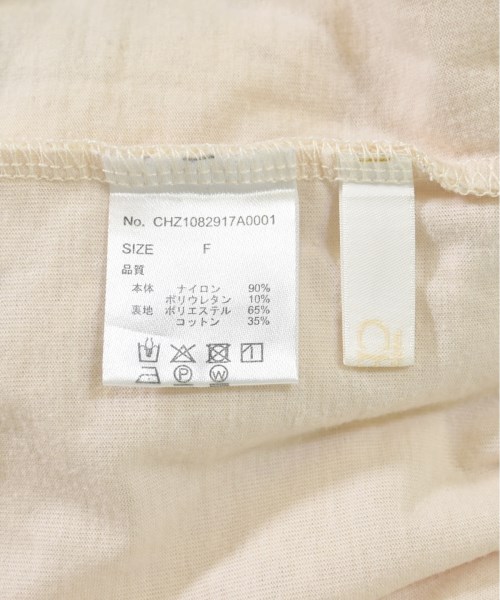 No. CHZ1082917A0001
SIZE F
品質
本体 ナイロン 90%
ポリウレタン 10%
裏地 ポリエステル 65%
コットン 35%
P W